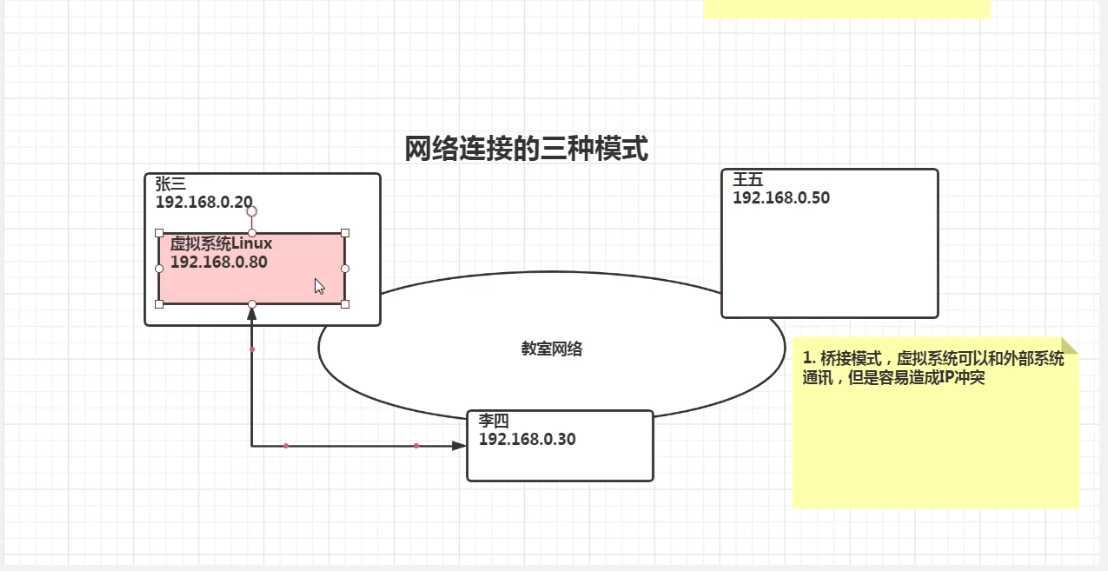 网络连接的三种模式
张三
192.168.0.20
虚拟系统Linux
192.168.0.80
王五
192.168.0.50
教室网络
李四
192.168.0.30
1. 桥接模式，虚拟系统可以和外部系统
通讯，但是容易造成IP冲突